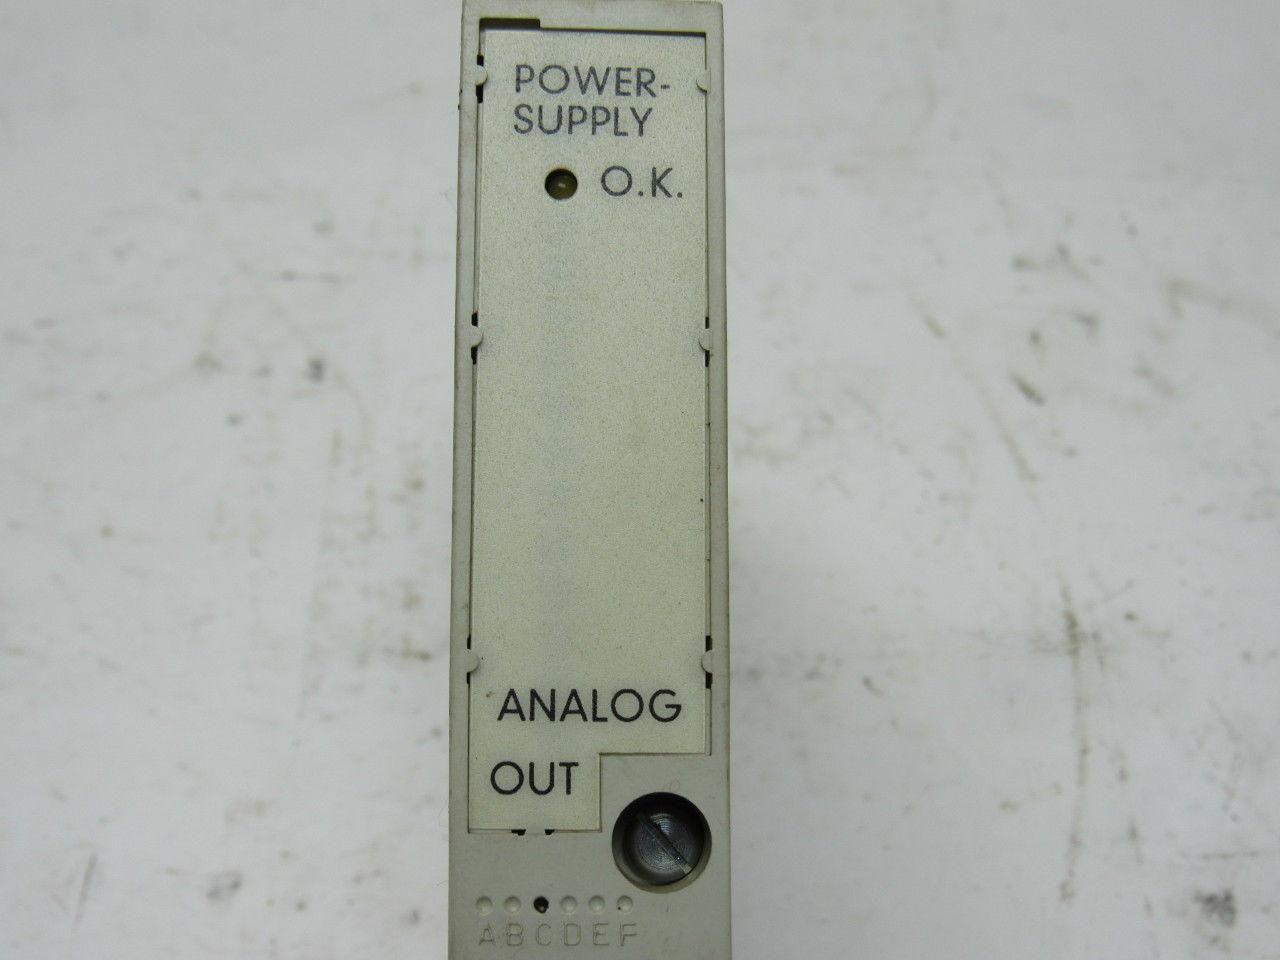 POWER-
SUPPLY
O.K.
ANALOG
OUT
ABCDEF